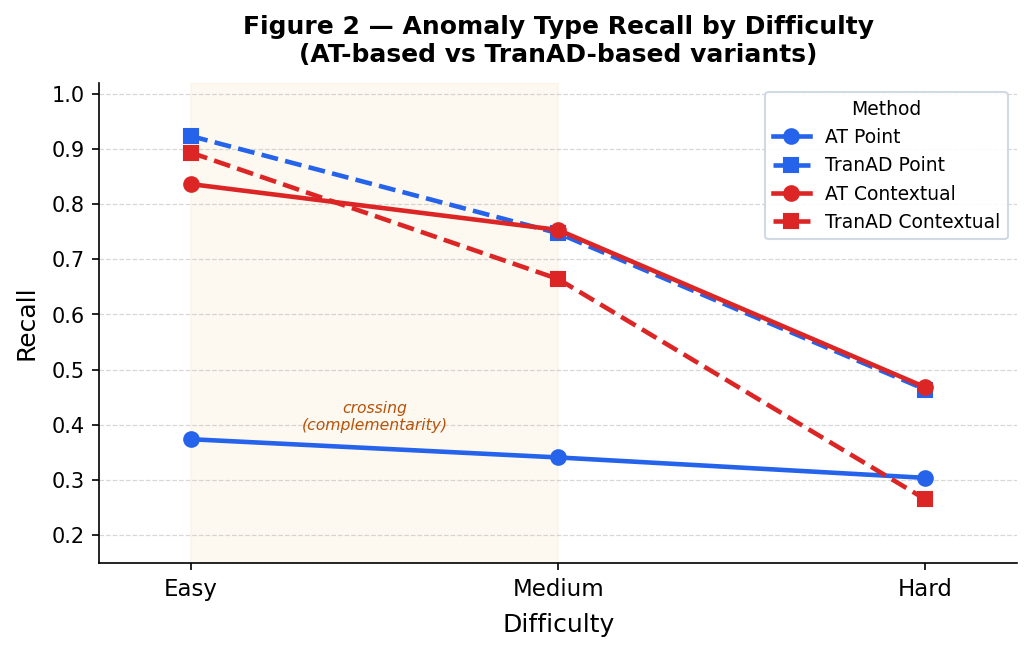 Figure 2 — Anomaly Type Recall by Difficulty
(AT-based vs TranAD-based variants)
1.0
0.9
0.8
0.7
0.6
0.5
0.4
0.3
0.2
Recall
Method
AT Point
TranAD Point
AT Contextual
TranAD Contextual
crossing
(complementarity)
Easy
Medium
Hard
Difficulty